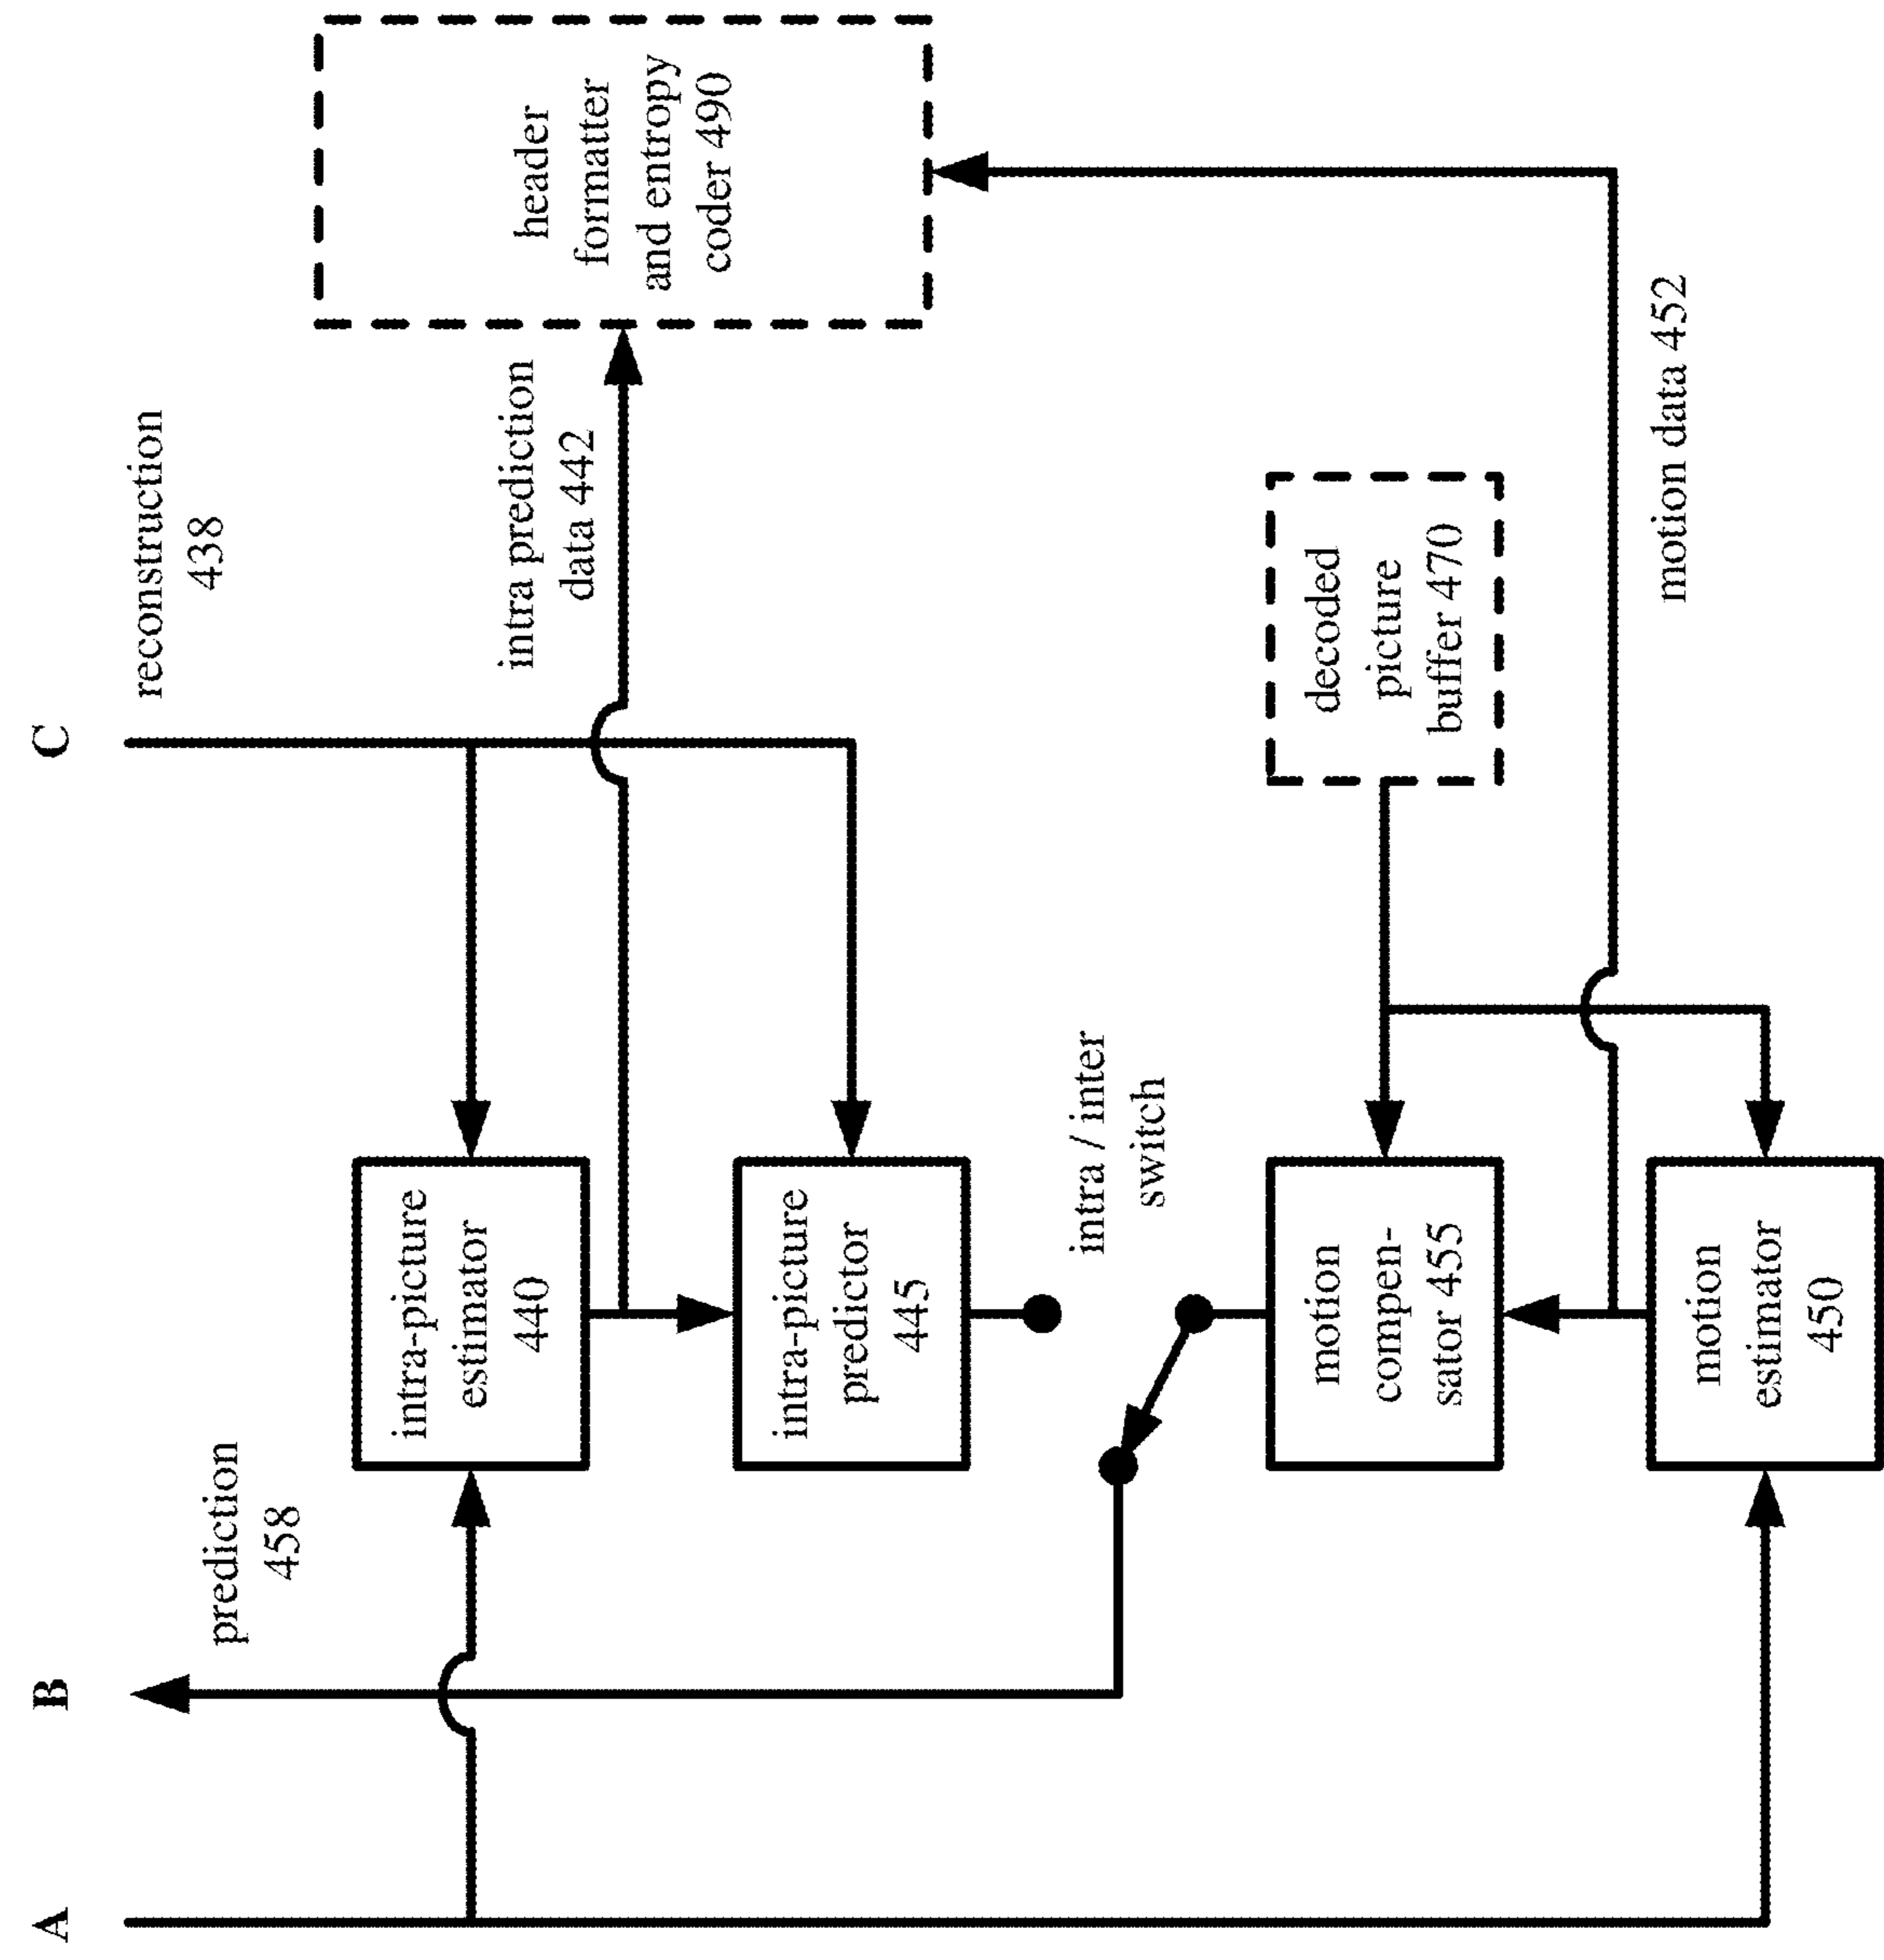 A
B
C
prediction
458
reconstruction
438
intra-picture
estimator
440
intra prediction
data 442
header
formatter
and entropy
coder 490
intra-picture
predictor
445
intra / inter
switch
motion
compen-
sator 455
decoded
picture
buffer 470
motion
estimator
450
motion data 452